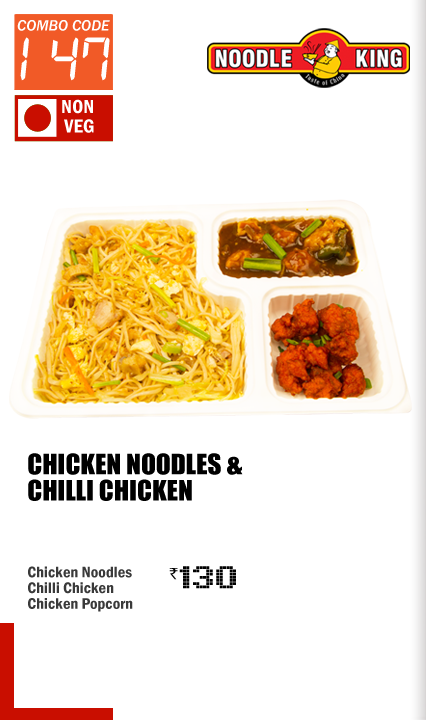 COMBO CODE
147
NON
VEG
NOODLE KING
Taste of China
CHICKEN NOODLES &
CHILLI CHICKEN
Chicken Noodles
Chilli Chicken
Chicken Popcorn
₹130